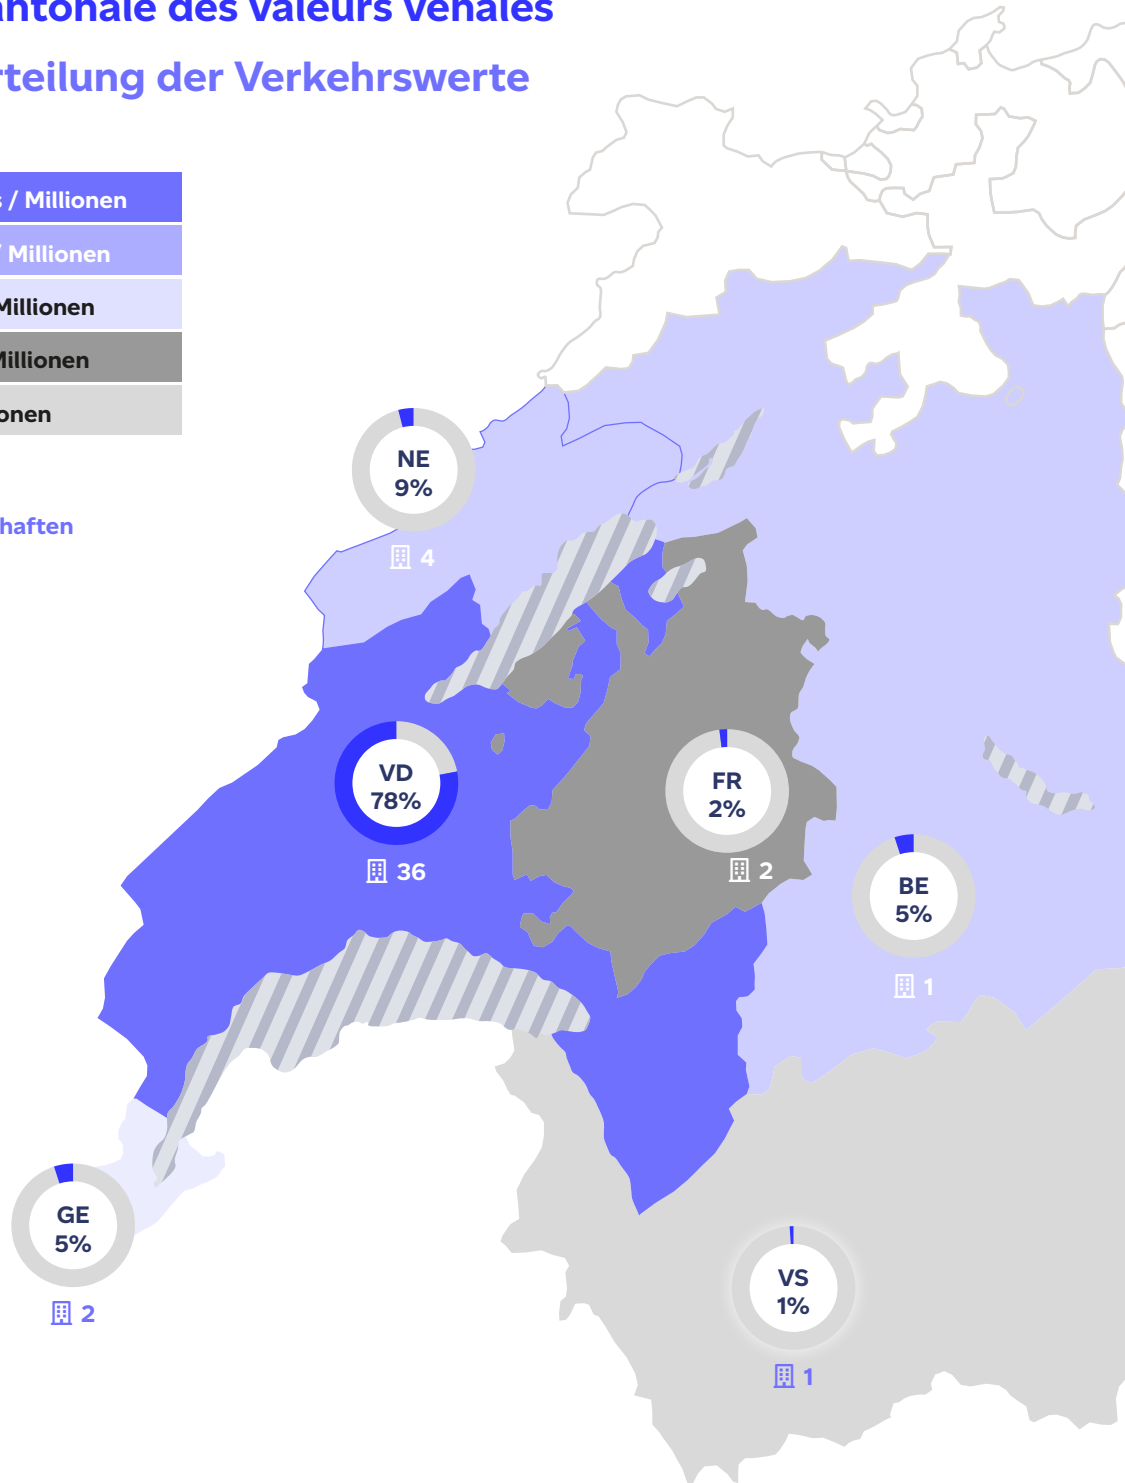 antonale des valeurs vénales
rteilung der Verkehrswerte
s / Millionen
/ Millionen
Millionen
Millionen
onen
haften
NE
9%
4
VD
78%
36
FR
2%
2
BE
5%
1
GE
5%
2
VS
1%
1